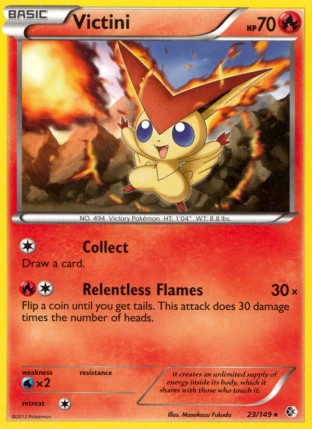 BASIC
Victini
HP 70
NO. 494 Victory Pokémon HT: 1'04" WT: 8.8 lbs.
Collect
Draw a card.
Relentless Flames 30×
Flip a coin until you get tails. This attack does 30 damage
times the number of heads.
weakness resistance
×2
retreat
It creates an unlimited supply of
energy inside its body, which it
shares with those who touch it.
©2012 Pokémon
Illus. Masakazu Fukuda 23/149 ★